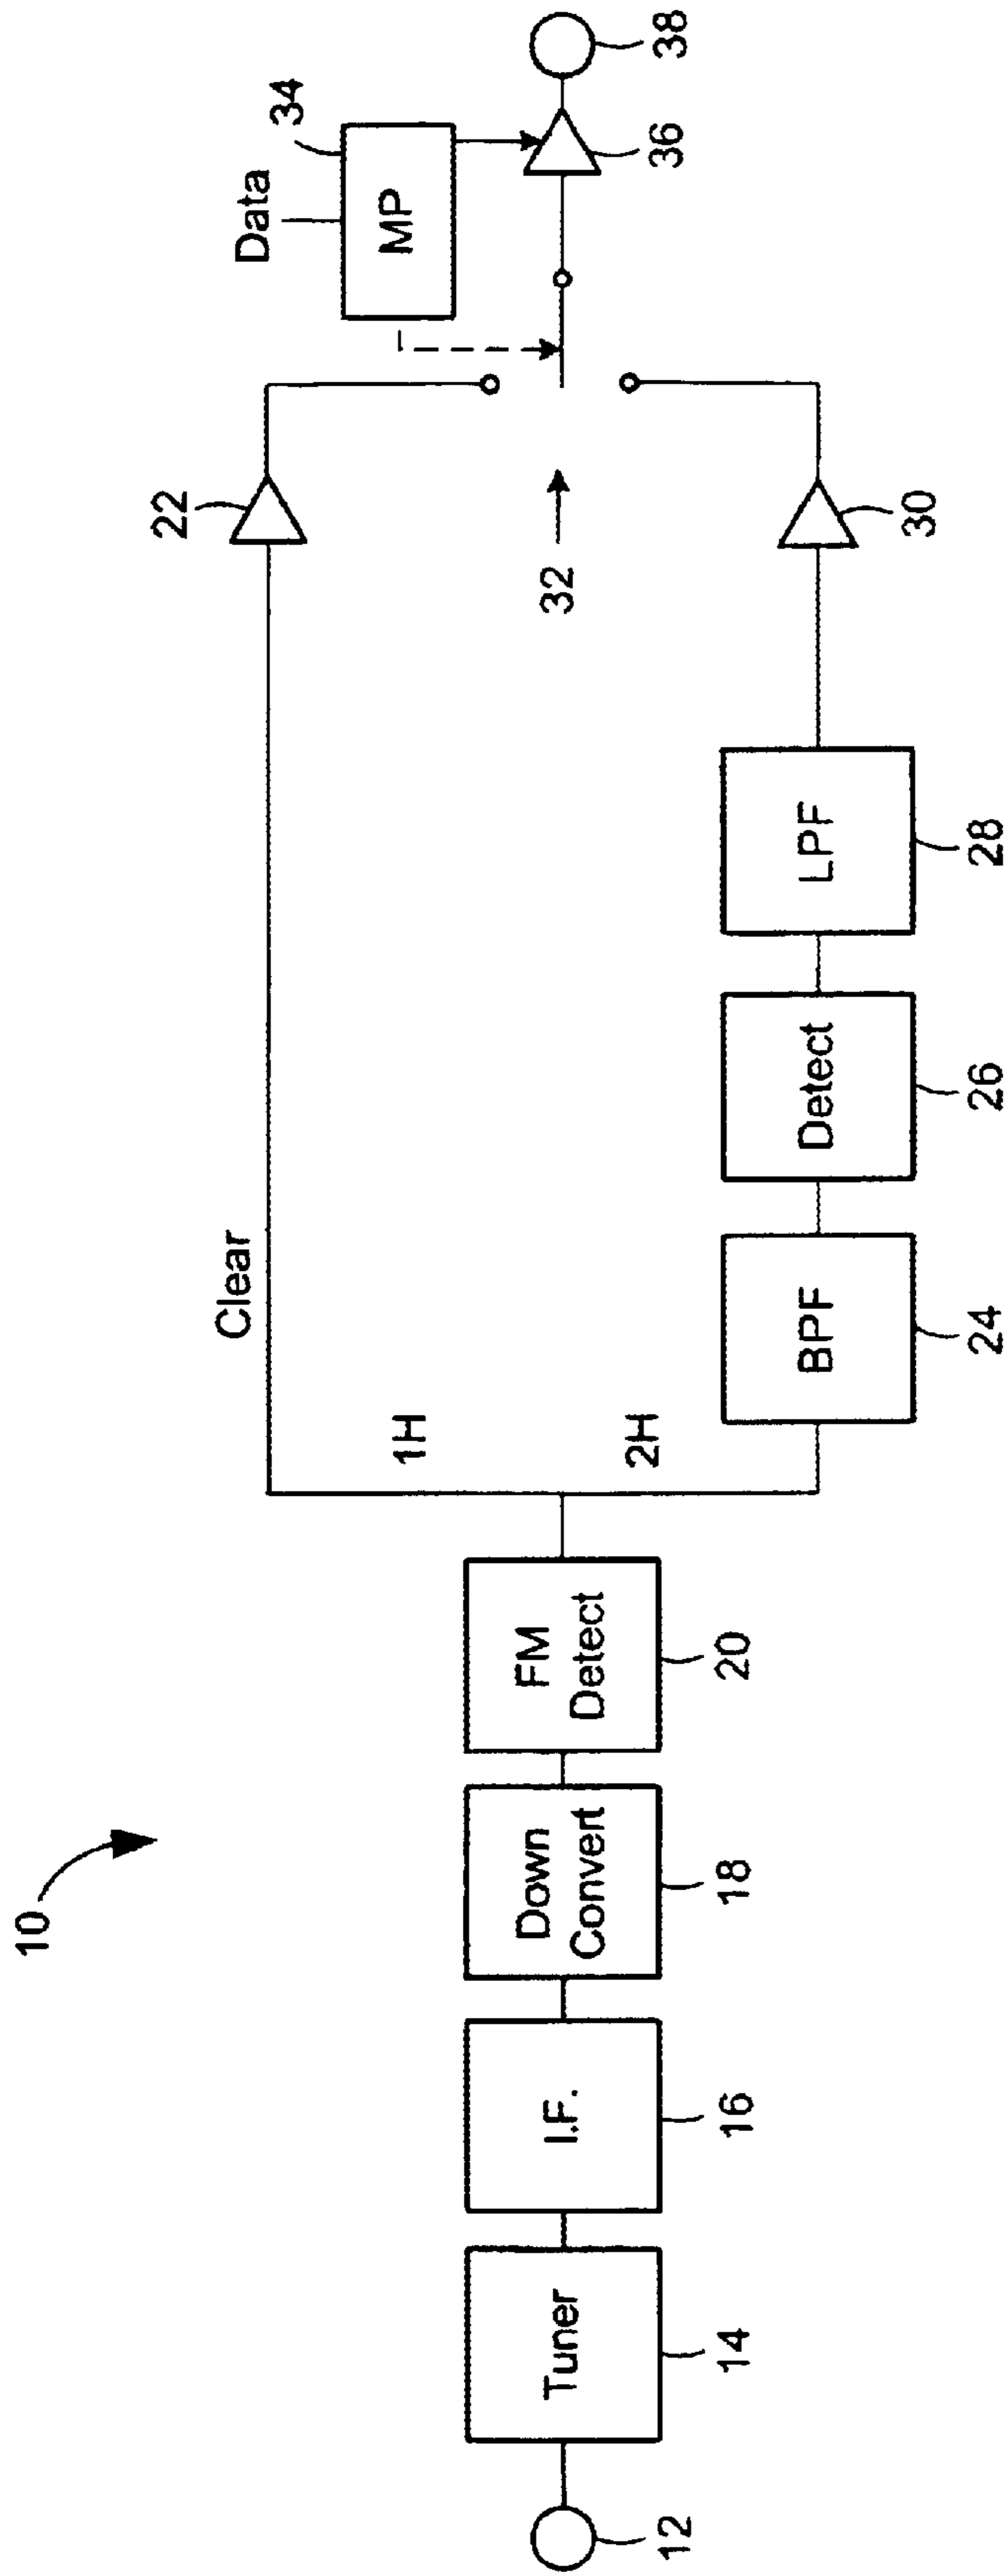 10
Clear
1H
2H
Data
MP
34
22
32
36
38
12
Tuner
14
I.F.
16
Down
Convert
18
FM
Detect
20
BPF
24
Detect
26
LPF
28
30